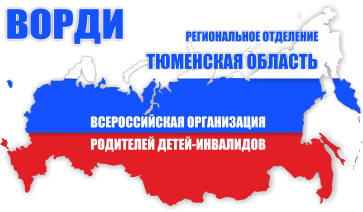 ВОРДИ
РЕГИОНАЛЬНОЕ ОТДЕЛЕНИЕ
ТЮМЕНСКАЯ ОБЛАСТЬ
ВСЕРОССИЙСКАЯ ОРГАНИЗАЦИЯ
РОДИТЕЛЕЙ ДЕТЕЙ-ИНВАЛИДОВ